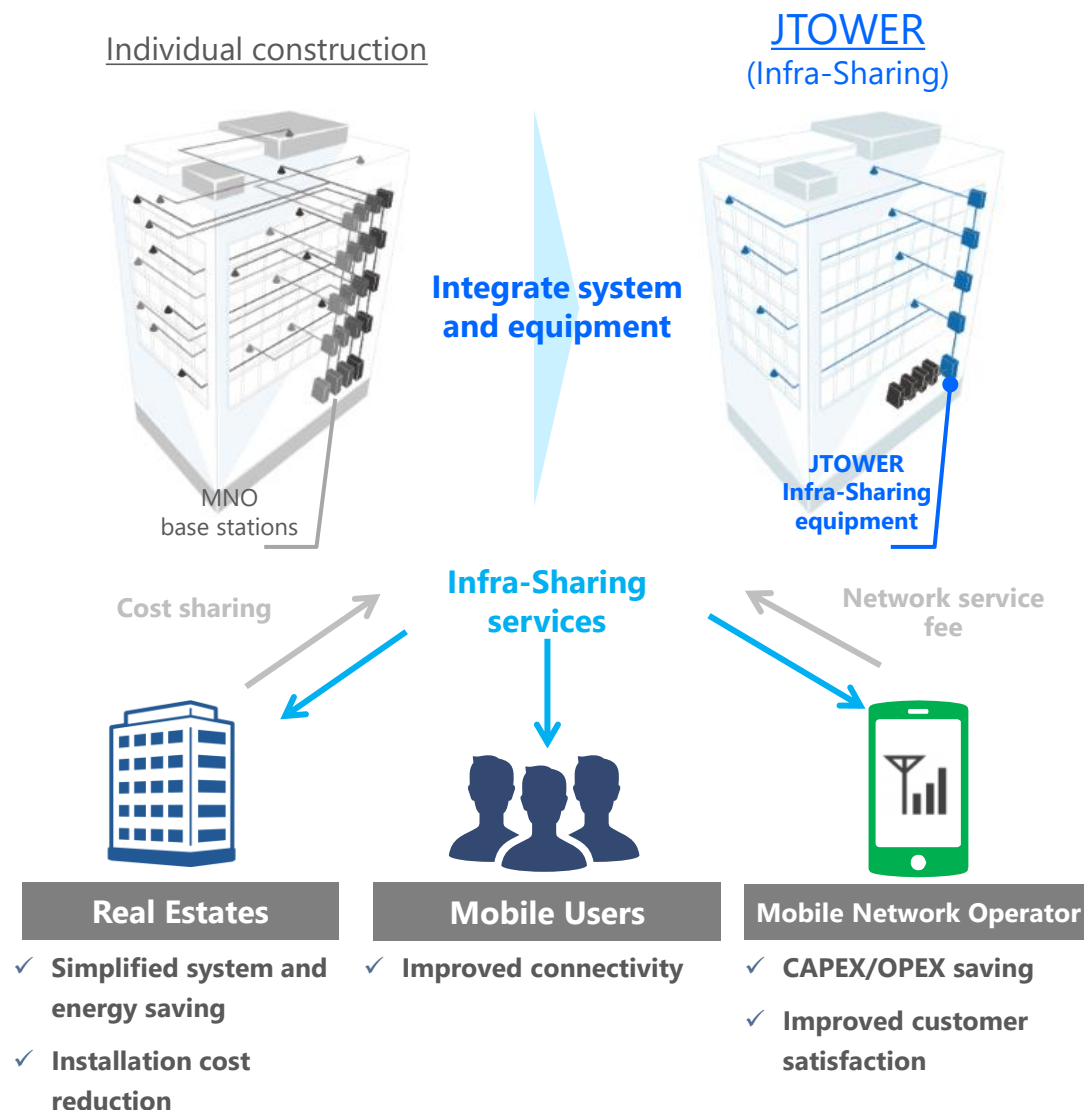 Individual construction
JTOWER
(Infra-Sharing)
Integrate system
and equipment
MNO
base stations
JTOWER
Infra-Sharing
equipment
Infra-Sharing
services
Cost sharing
Network service
fee
Real Estates
Mobile Users
Mobile Network Operator
✓ Simplified system and
energy saving
✓ Installation cost
reduction
✓ Improved connectivity
✓ CAPEX/OPEX saving
✓ Improved customer
satisfaction